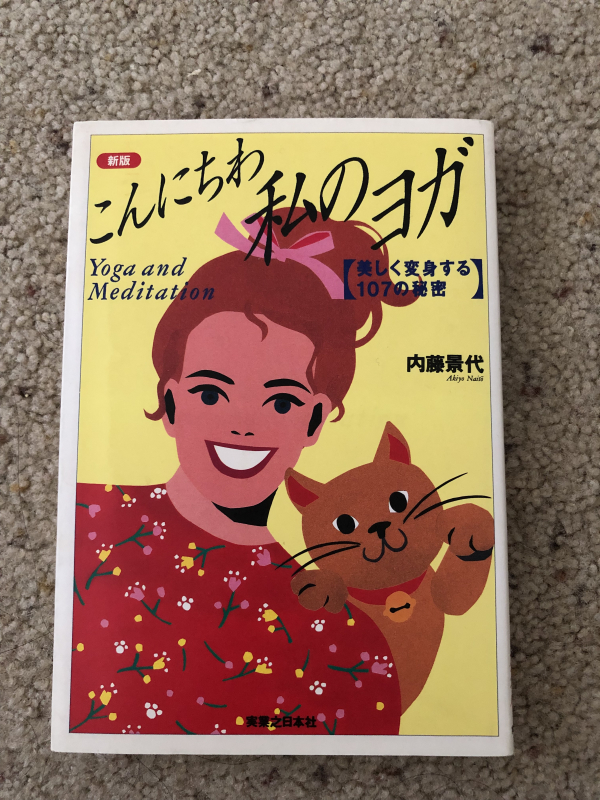 新版
こんにちわ 私のヨガ
Yoga and
Meditation
【美しく変身する
107の秘密】
内藤景代
Akiyo Naitō
実業之日本社